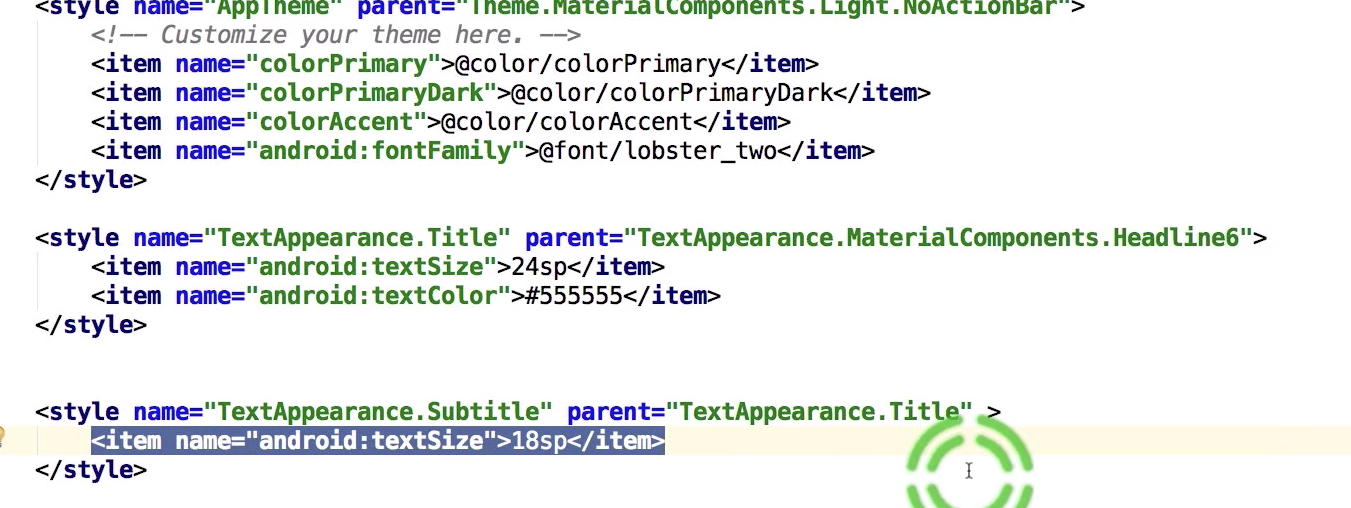 <style name="AppTheme" parent="Theme.MaterialComponents.Light.NoActionBar">
<!-- Customize your theme here. -->
<item name="colorPrimary">@color/colorPrimary</item>
<item name="colorPrimaryDark">@color/colorPrimaryDark</item>
<item name="colorAccent">@color/colorAccent</item>
<item name="android:fontFamily">@font/lobster_two</item>
</style>
<style name="TextAppearance.Title" parent="TextAppearance.MaterialComponents.Headline6">
<item name="android:textSize">24sp</item>
<item name="android:textColor">#555555</item>
</style>
<style name="TextAppearance.Subtitle" parent="TextAppearance.Title" >
<item name="android:textSize">18sp</item>
</style>